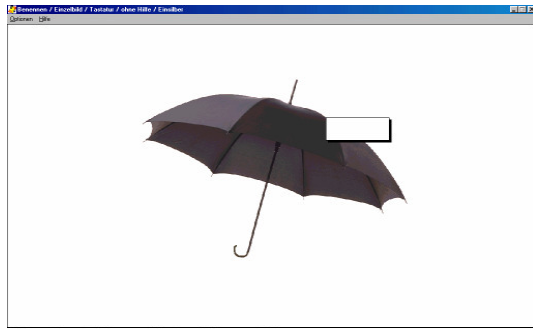 Benennen / Einzelbild / Tastatur / ohne Hilfe / Einsilber
Optionen Hilfe